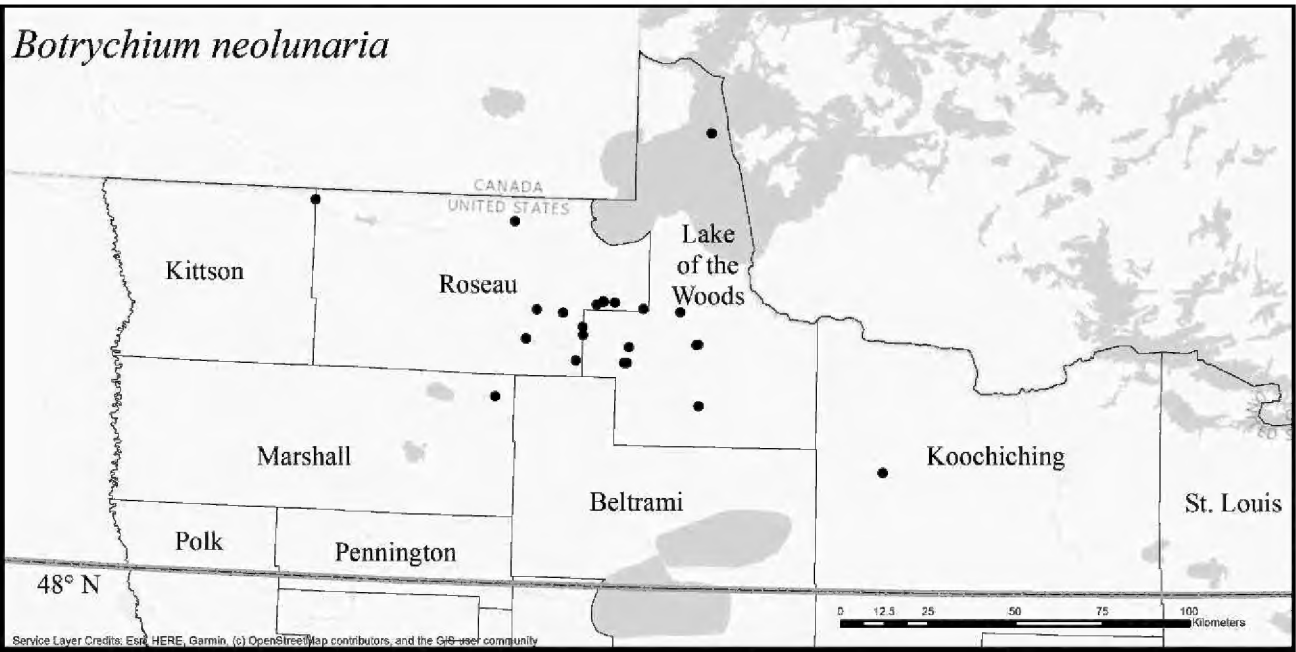 Botrychium neolunaria
CANADA
UNITED STATES
Kittson
Roseau
Lake
of the
Woods
Marshall
Beltrami
Koochiching
St. Louis
Polk
Pennington
48° N
0 12.5 25 50 75 100
Kilometers
Service Layer Credits: Esri, HERE, Garmin, (c) OpenStreetMap contributors, and the GIS user community